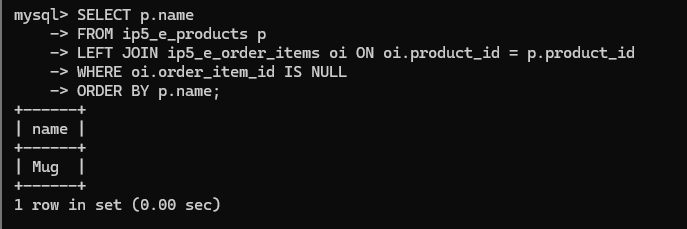 mysql> SELECT p.name
    -> FROM ip5_e_products p
    -> LEFT JOIN ip5_e_order_items oi ON oi.product_id = p.product_id
    -> WHERE oi.order_item_id IS NULL
    -> ORDER BY p.name;
+------+
| name |
+------+
| Mug  |
+------+
1 row in set (0.00 sec)